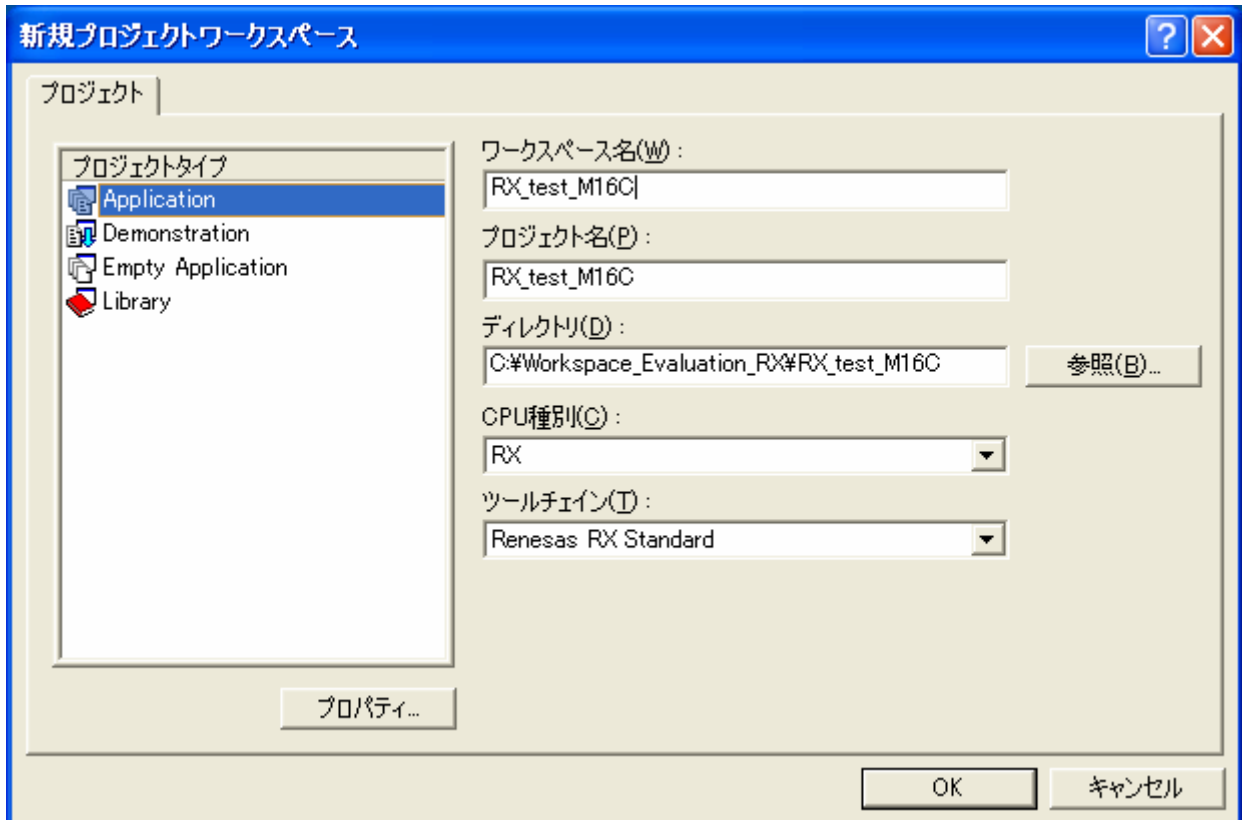 新規プロジェクトワークスペース
プロジェクト
プロジェクトタイプ
Application
Demonstration
Empty Application
Library
プロパティ...
ワークスペース名(W) :
RX_test_M16C
プロジェクト名(P) :
RX_test_M16C
ディレクトリ(D) :
C:¥Workspace_Evaluation_RX¥RX_test_M16C
参照(B)...
CPU種別(C) :
RX
ツールチェイン(T) :
Renesas RX Standard
OK
キャンセル